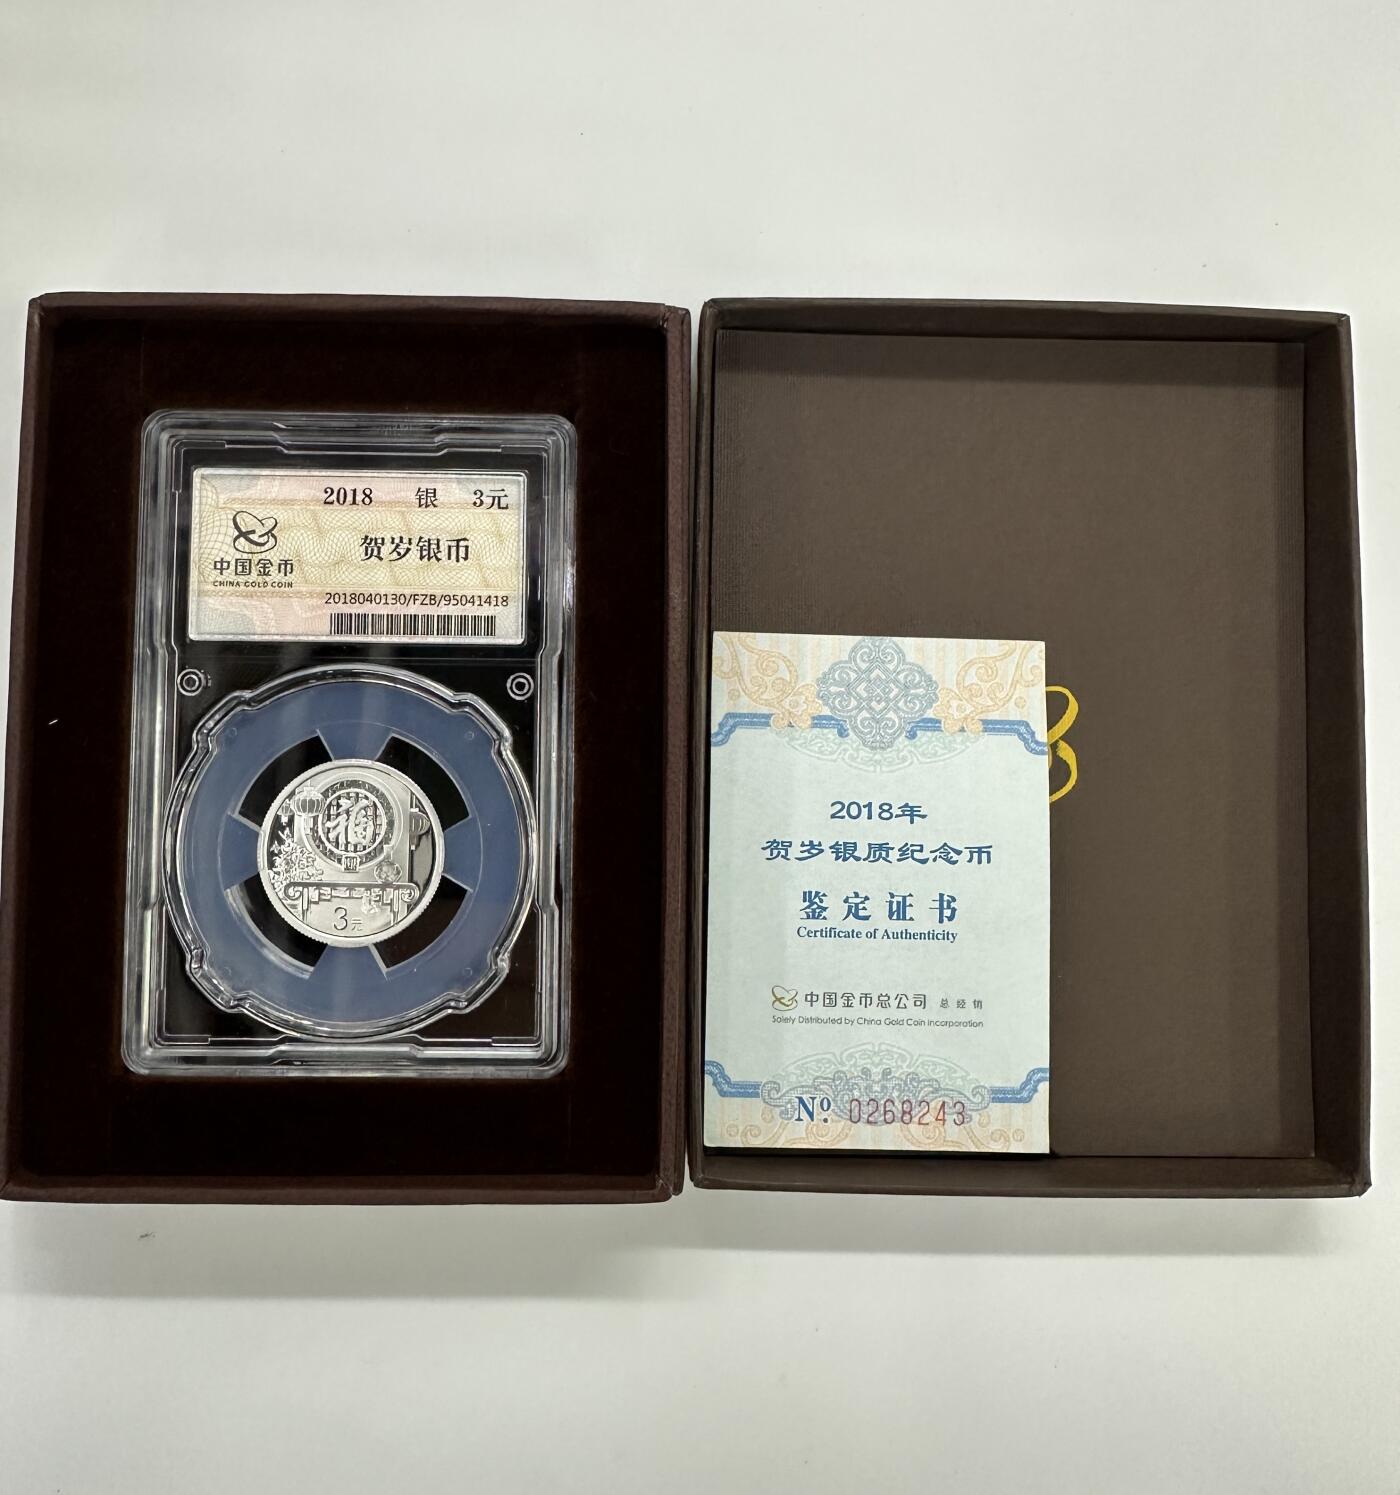 2018 银 3元
贺岁银币
中国金币
CHINA GOLD COIN
2018040130/FZB/95041418
福
3元
2018年
贺岁银质纪念币
鉴定证书
Certificate of Authenticity
中国金币总公司 总经销
Solely Distributed by China Gold Coin Incorporation
Nº: 0268243